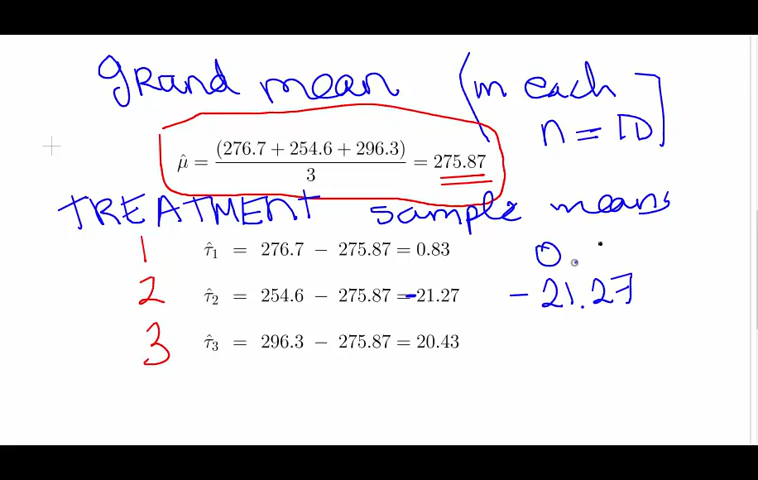 Grand mean (in each
n = 10)
μ̂ = (276.7 + 254.6 + 296.3) / 3 = 275.87
TREATMENT sample means
1 τ̂₁ = 276.7 − 275.87 = 0.83 0.
2 τ̂₂ = 254.6 − 275.87 = -21.27 − 21.27
3 τ̂₃ = 296.3 − 275.87 = 20.43